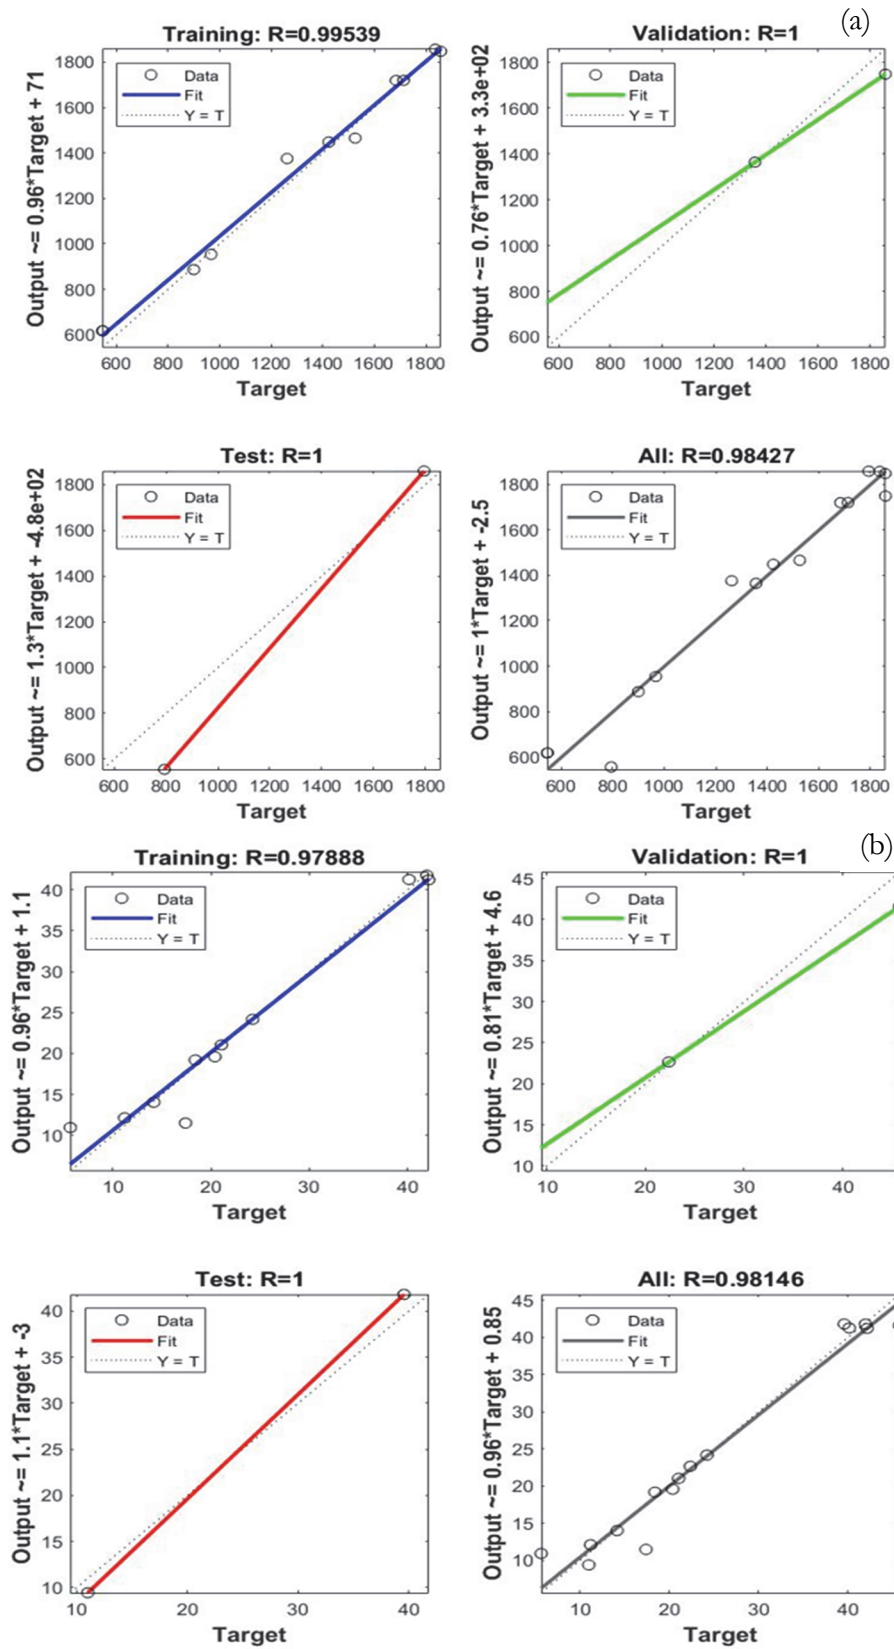 (a)
Training: R=0.99539
Output ~= 0.96*Target + 71
1800
1600
1400
1200
1000
800
600
Data
Fit
Y = T
600 800 1000 1200 1400 1600 1800
Target
Validation: R=1
Output ~= 0.76*Target + 3.3e+02
1800
1600
1400
1200
1000
800
600
Data
Fit
Y = T
600 800 1000 1200 1400 1600 1800
Target
Test: R=1
Output ~= 1.3*Target + -4.8e+02
1800
1600
1400
1200
1000
800
600
Data
Fit
Y = T
600 800 1000 1200 1400 1600 1800
Target
All: R=0.98427
Output ~= 1*Target + -2.5
1800
1600
1400
1200
1000
800
600
Data
Fit
Y = T
600 800 1000 1200 1400 1600 1800
Target
(b)
Training: R=0.97888
Output ~= 0.96*Target + 1.1
40
35
30
25
20
15
10
Data
Fit
Y = T
10 20 30 40
Target
Validation: R=1
Output ~= 0.81*Target + 4.6
45
40
35
30
25
20
15
10
Data
Fit
Y = T
10 20 30 40
Target
Test: R=1
Output ~= 1.1*Target + -3
40
35
30
25
20
15
10
Data
Fit
Y = T
10 20 30 40
Target
All: R=0.98146
Output ~= 0.96*Target + 0.85
45
40
35
30
25
20
15
10
Data
Fit
Y = T
10 20 30 40
Target